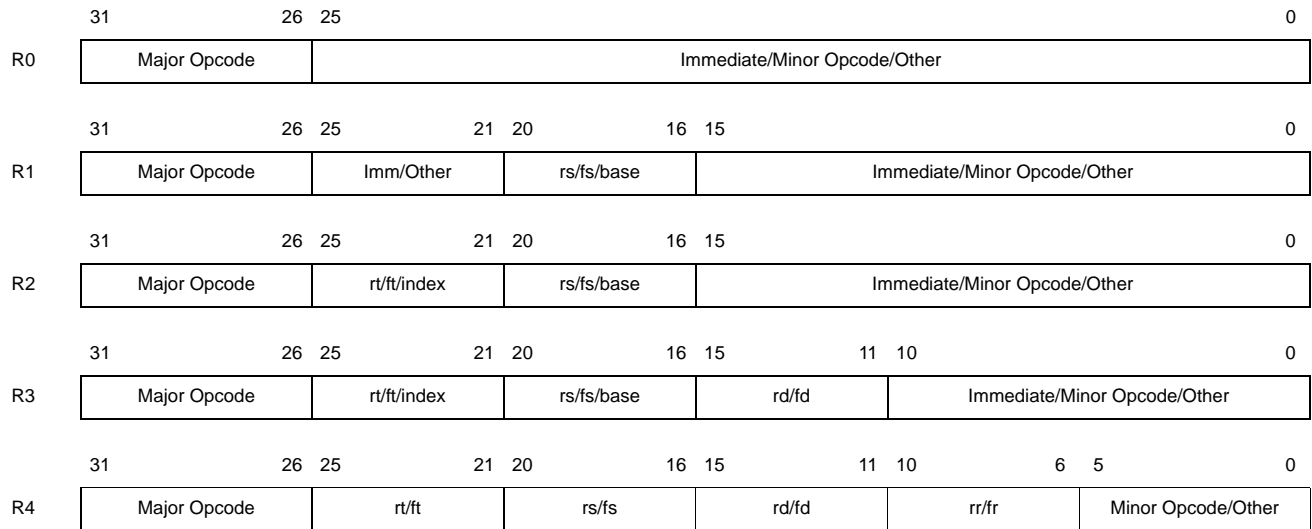 31 26 25 0
R0 Major Opcode Immediate/Minor Opcode/Other
31 26 25 21 20 16 15 0
R1 Major Opcode Imm/Other rs/fs/base Immediate/Minor Opcode/Other
31 26 25 21 20 16 15 0
R2 Major Opcode rt/ft/index rs/fs/base Immediate/Minor Opcode/Other
31 26 25 21 20 16 15 11 10 0
R3 Major Opcode rt/ft/index rs/fs/base rd/fd Immediate/Minor Opcode/Other
31 26 25 21 20 16 15 11 10 6 5 0
R4 Major Opcode rt/ft rs/fs rd/fd rr/fr Minor Opcode/Other